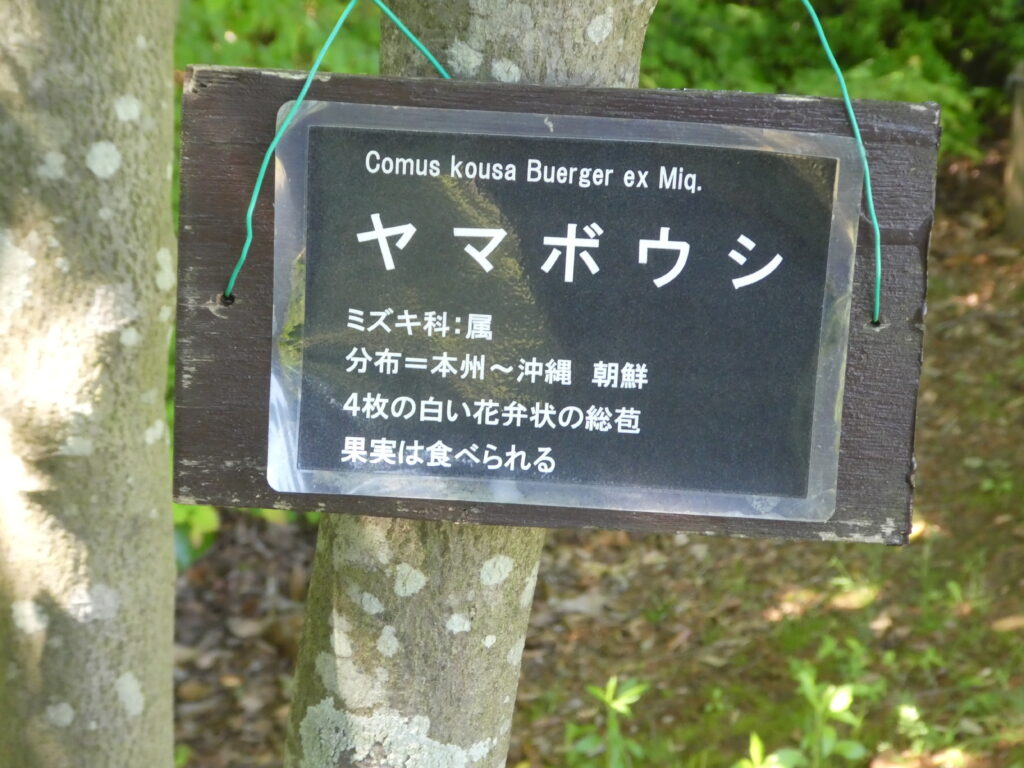 Comus kousa Buerger ex Miq.
ヤマボウシ
ミズキ科：属
分布＝本州～沖縄　朝鮮
4枚の白い花弁状の総苞
果実は食べられる